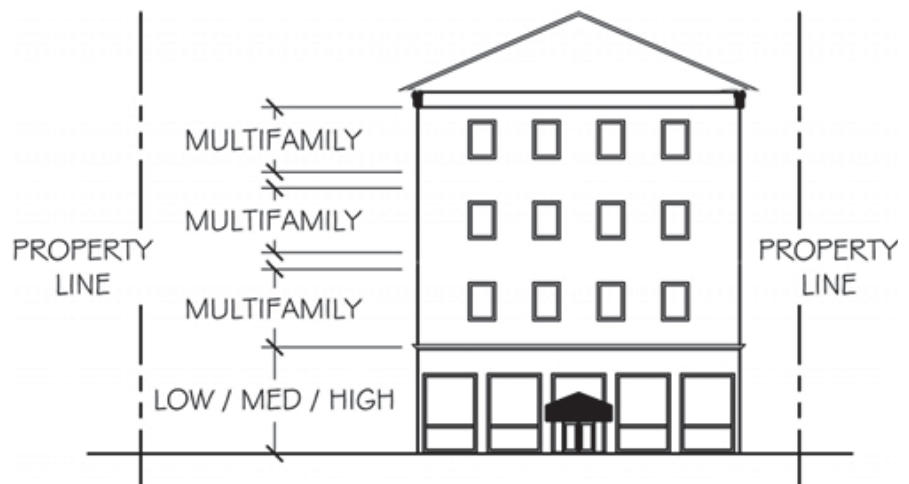 MULTIFAMILY
MULTIFAMILY
PROPERTY
LINE
PROPERTY
LINE
MULTIFAMILY
LOW / MED / HIGH